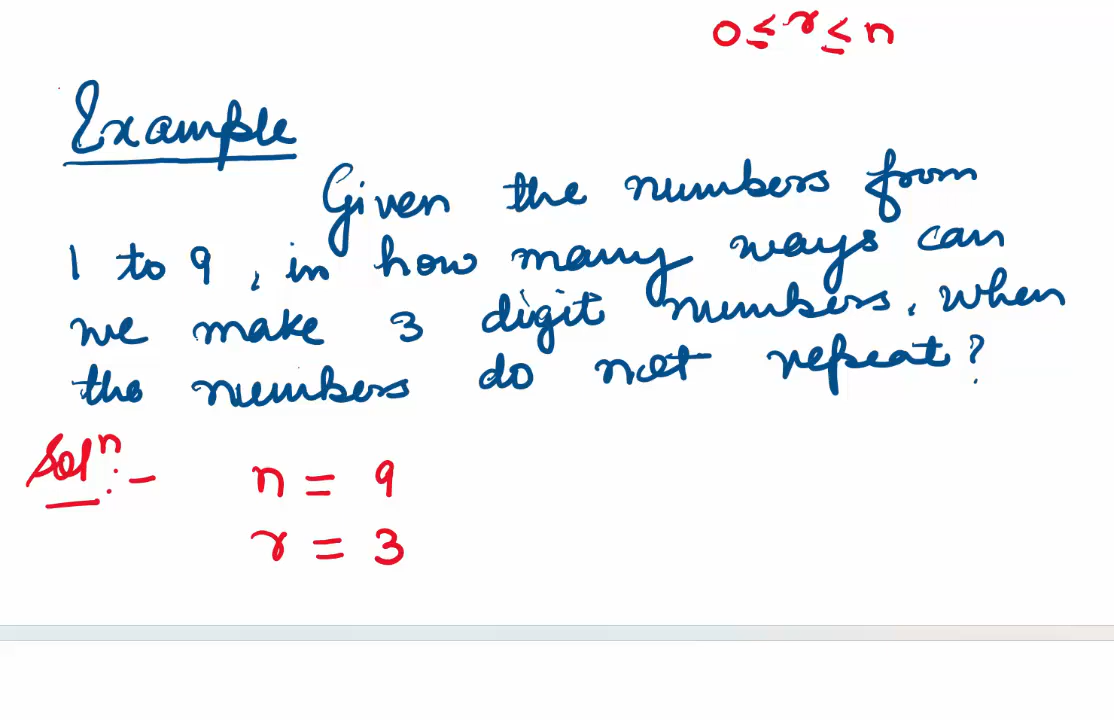 0 ≤ r ≤ n
Example
Given the numbers from
1 to 9, in how many ways can
we make 3 digit numbers, when
the numbers do not repeat?
Solⁿ:- n = 9
r = 3